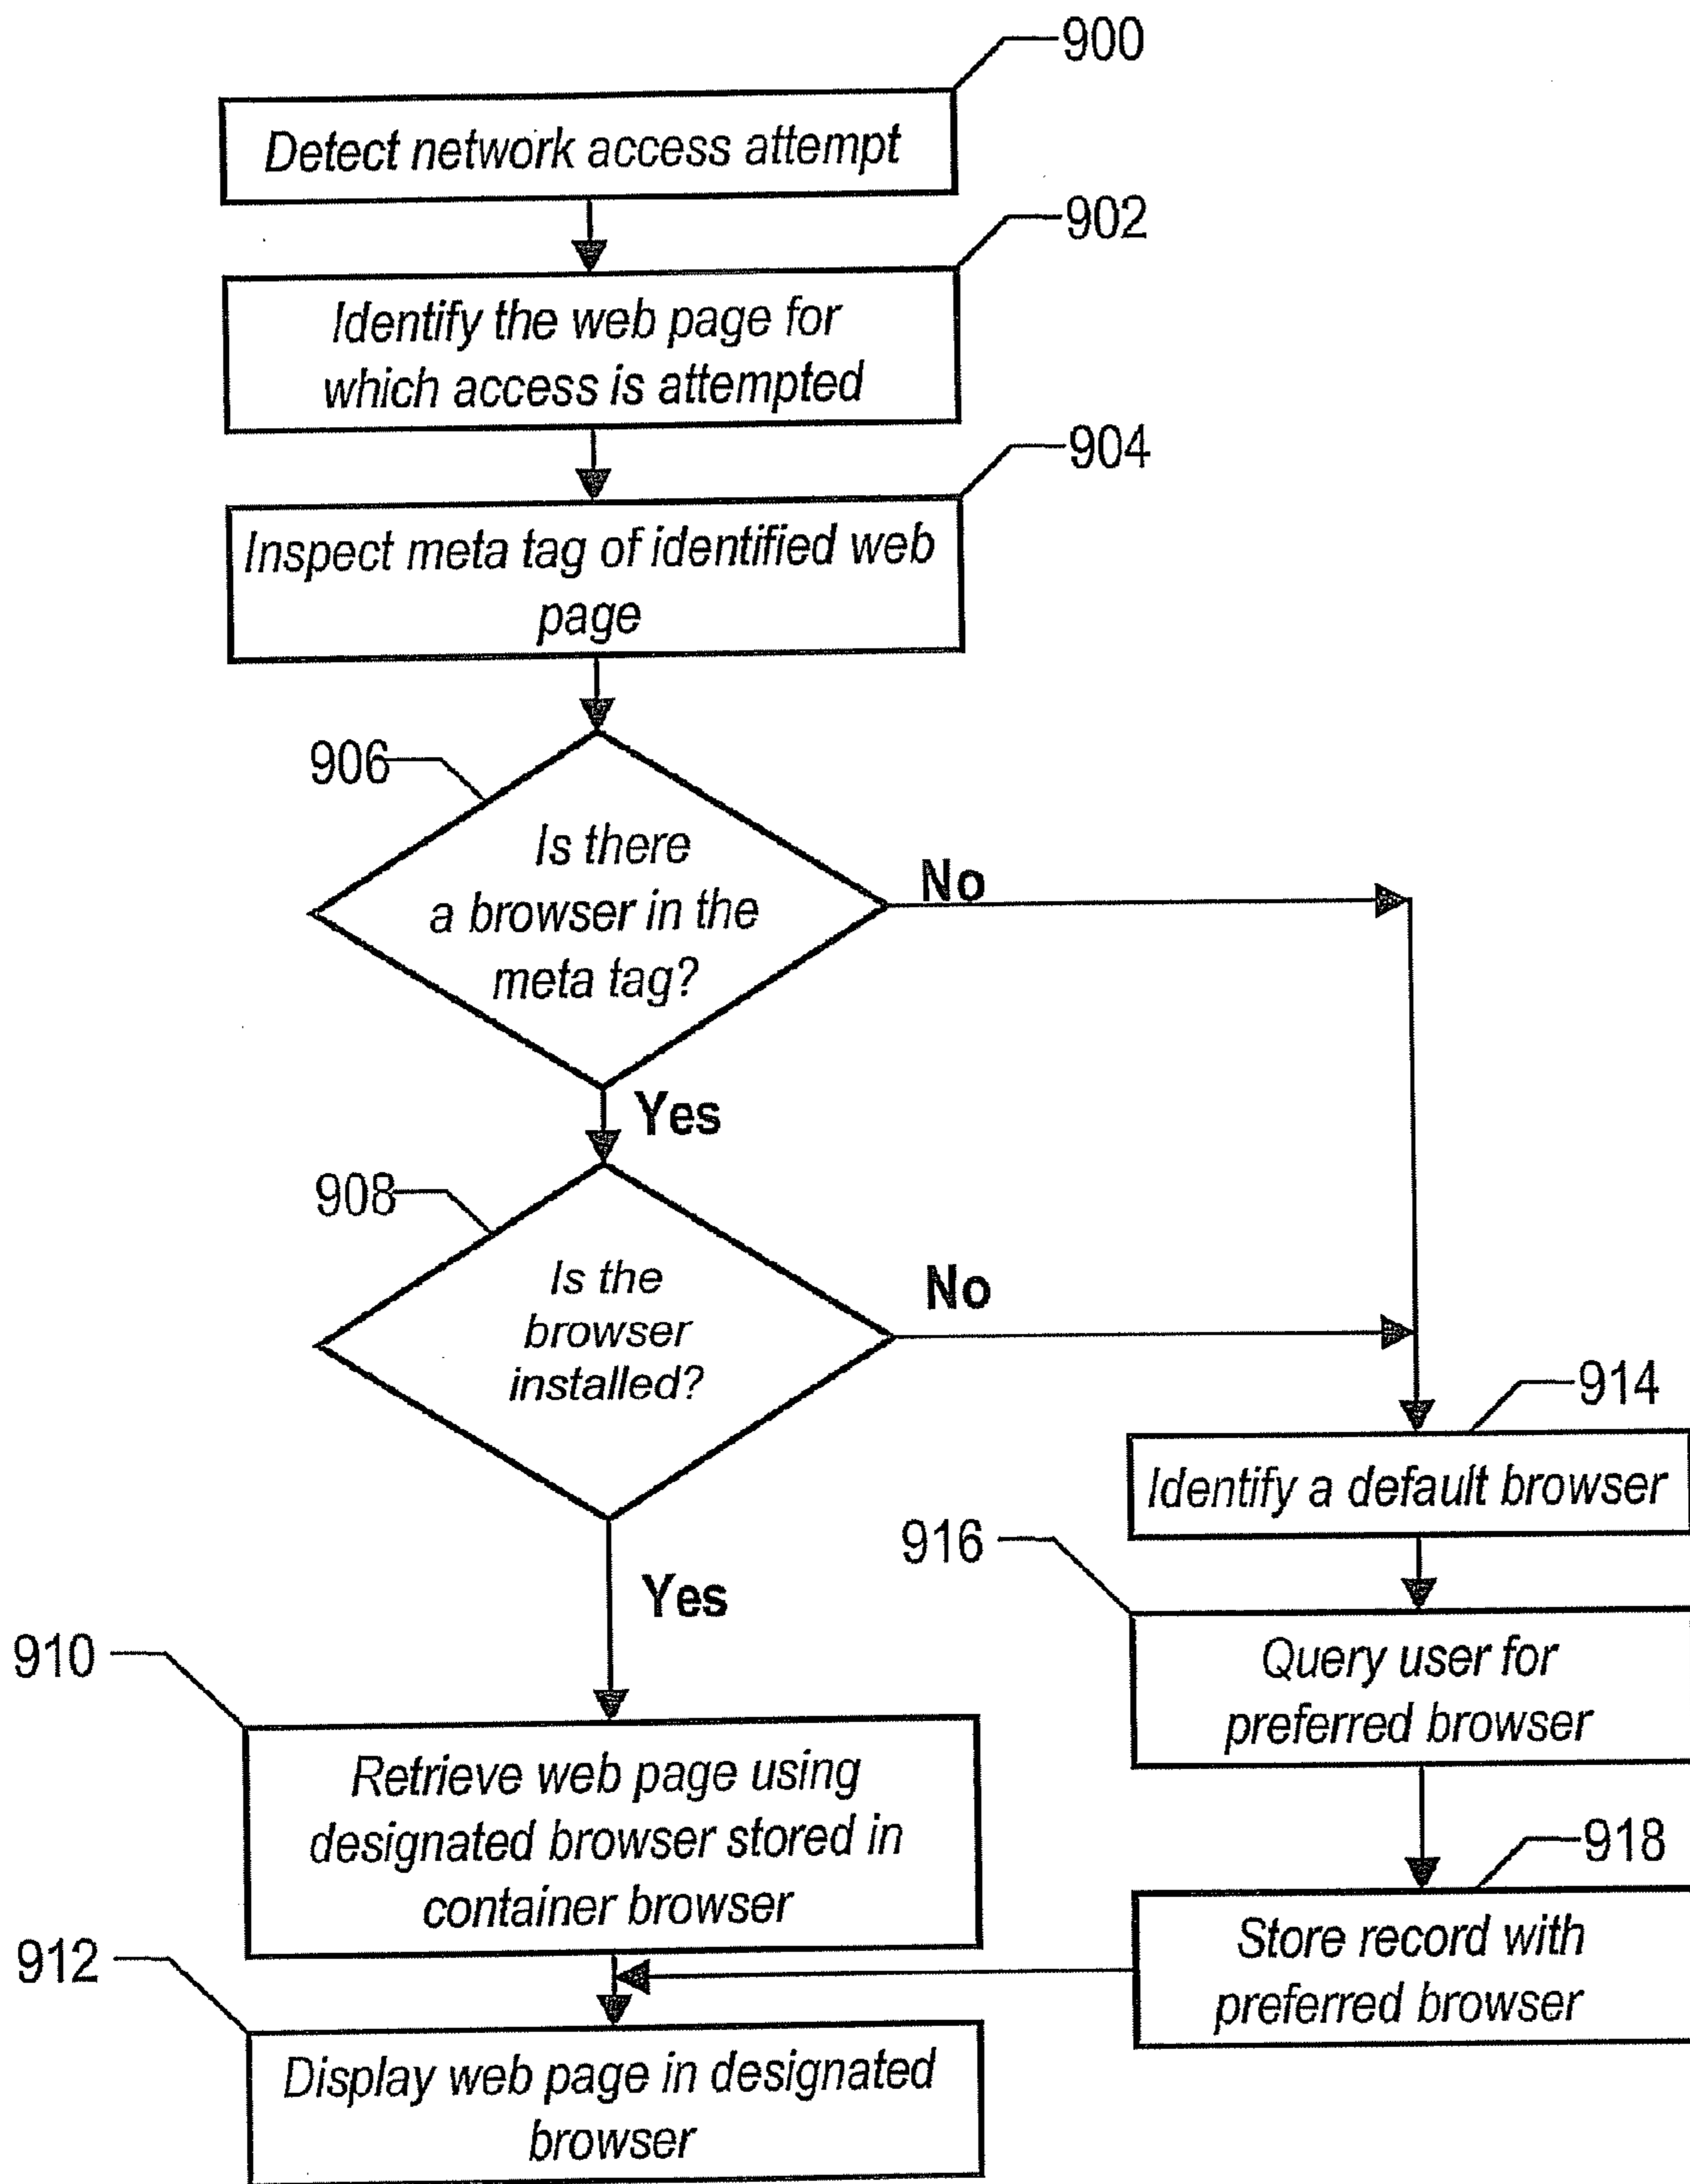 900
Detect network access attempt
902
Identify the web page for
which access is attempted
904
Inspect meta tag of identified web
page
906
Is there
a browser in the
meta tag?
No
Yes
908
Is the
browser
installed?
No
Yes
914
Identify a default browser
916
Query user for
preferred browser
910
Retrieve web page using
designated browser stored in
container browser
918
Store record with
preferred browser
912
Display web page in designated
browser